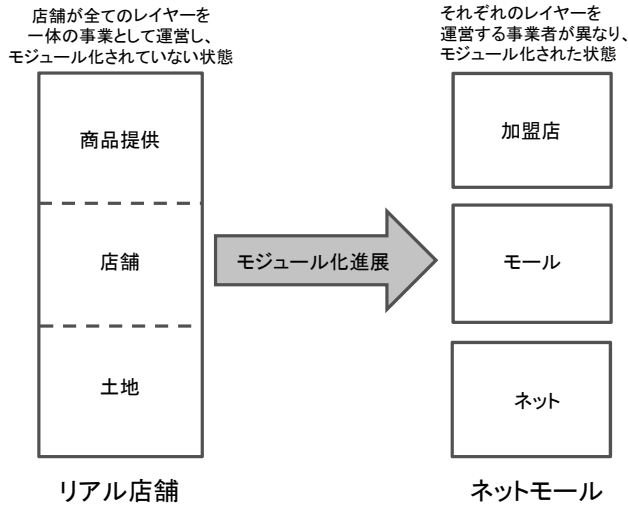 店舗が全てのレイヤーを
一体の事業として運営し、
モジュール化されていない状態
商品提供
店舗
土地
リアル店舗
モジュール化進展
それぞれのレイヤーを
運営する事業者が異なり、
モジュール化された状態
加盟店
モール
ネット
ネットモール